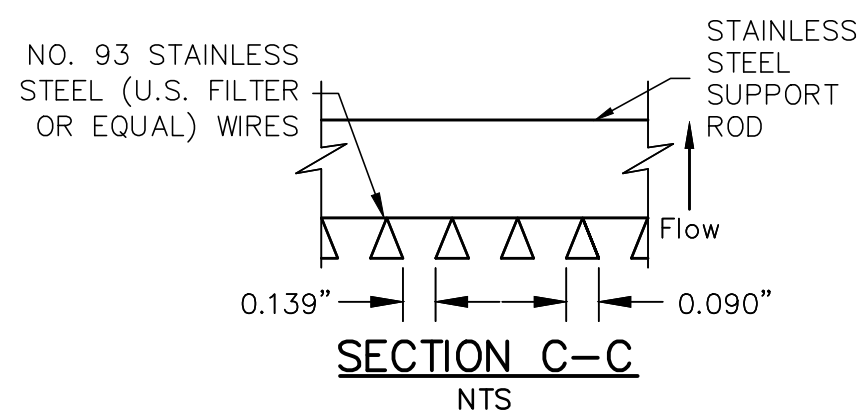 NO. 93 STAINLESS
STEEL (U.S. FILTER
OR EQUAL) WIRES
STAINLESS
STEEL
SUPPORT
ROD
Flow
0.139”
0.090”
SECTION C–C
NTS